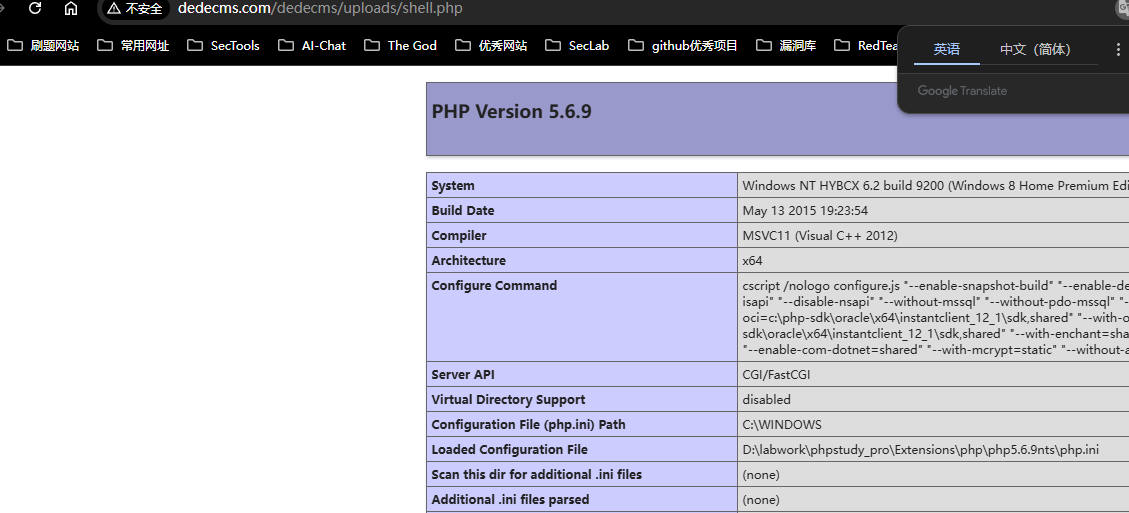 不安全 dedecms.com/dedecms/uploads/shell.php
刷题网站 常用网址 SecTools AI-Chat The God 优秀网站 SecLab github优秀项目 漏洞库 RedTea
英语 中文（简体）
Google Translate
PHP Version 5.6.9
System Windows NT HYBCX 6.2 build 9200 (Windows 8 Home Premium Edi
Build Date May 13 2015 19:23:54
Compiler MSVC11 (Visual C++ 2012)
Architecture x64
Configure Command cscript /nologo configure.js "--enable-snapshot-build" "--enable-de
isapi" "--disable-nsapi" "--without-mssql" "--without-pdo-mssql" "-
oci=c:\php-sdk\oracle\x64\instantclient_12_1\sdk,shared" "--with-o
sdk\oracle\x64\instantclient_12_1\sdk,shared" "--with-enchant=sha
"--enable-com-dotnet=shared" "--with-mcrypt=static" "--without-a
Server API CGI/FastCGI
Virtual Directory Support disabled
Configuration File (php.ini) Path C:\WINDOWS
Loaded Configuration File D:\labwork\phpstudy_pro\Extensions\php\php5.6.9nts\php.ini
Scan this dir for additional .ini files (none)
Additional .ini files parsed (none)